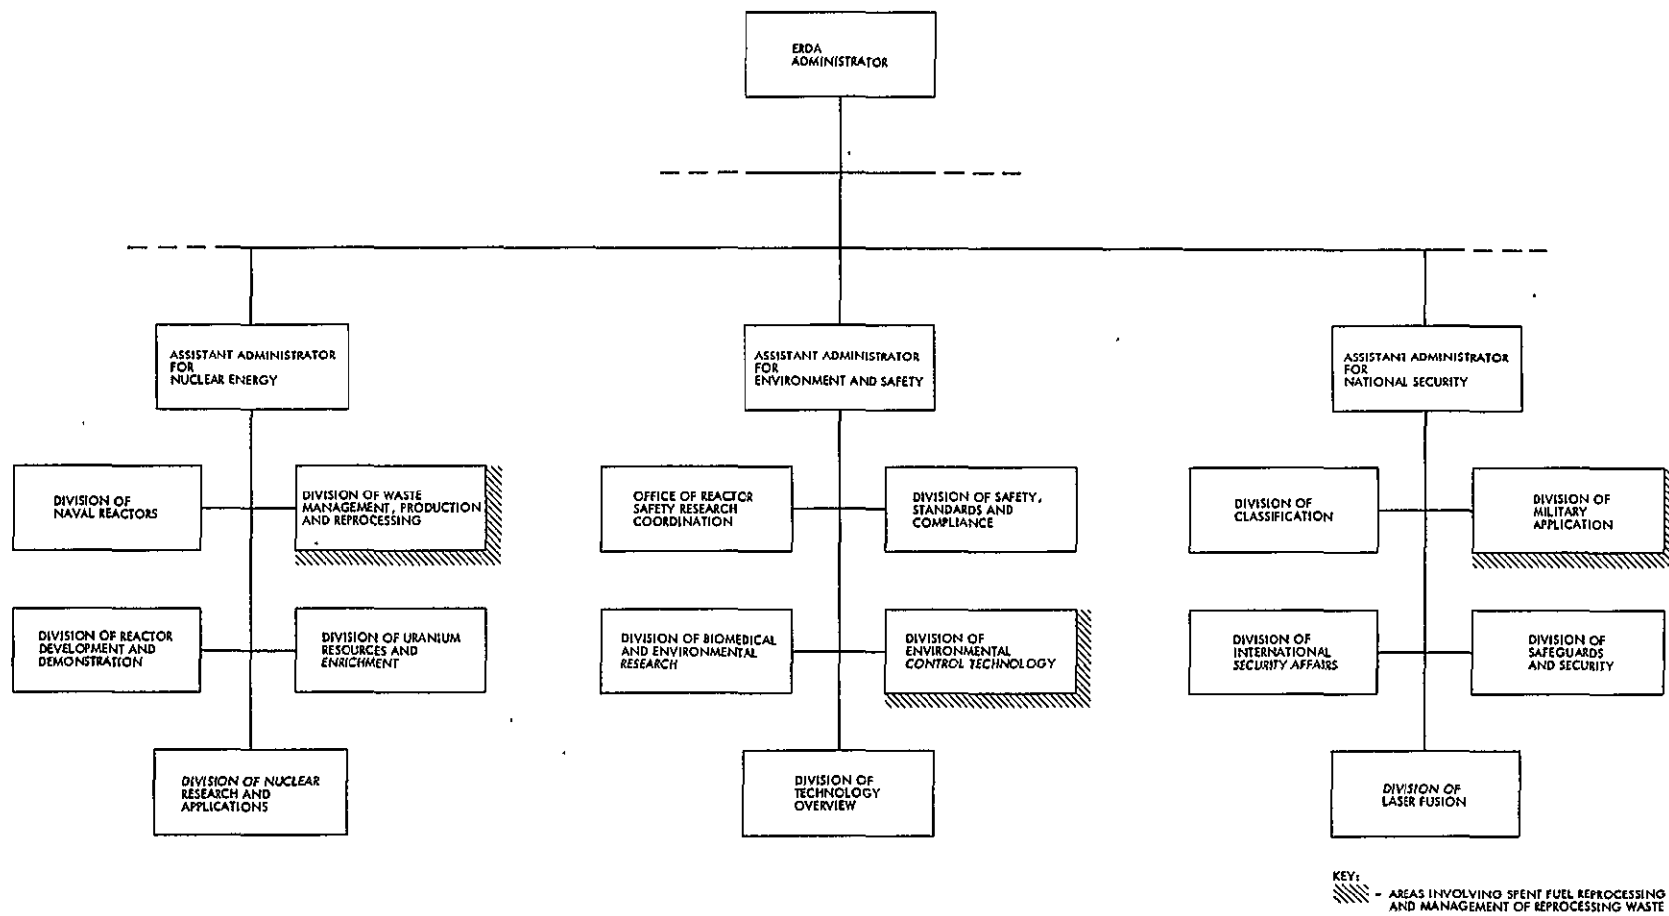 ERDA
ADMINISTRATOR
ASSISTANT ADMINISTRATOR
FOR
NUCLEAR ENERGY
ASSISTANT ADMINISTRATOR
FOR
ENVIRONMENT AND SAFETY
ASSISTANT ADMINISTRATOR
FOR
NATIONAL SECURITY
DIVISION OF
NAVAL REACTORS
DIVISION OF WASTE
MANAGEMENT, PRODUCTION
AND REPROCESSING
OFFICE OF REACTOR
SAFETY RESEARCH
COORDINATION
DIVISION OF SAFETY,
STANDARDS AND
COMPLIANCE
DIVISION OF
CLASSIFICATION
DIVISION OF
MILITARY
APPLICATION
DIVISION OF REACTOR
DEVELOPMENT AND
DEMONSTRATION
DIVISION OF URANIUM
RESOURCES AND
ENRICHMENT
DIVISION OF BIOMEDICAL
AND ENVIRONMENTAL
RESEARCH
DIVISION OF
ENVIRONMENTAL
CONTROL TECHNOLOGY
DIVISION OF
INTERNATIONAL
SECURITY AFFAIRS
DIVISION OF
SAFEGUARDS
AND SECURITY
DIVISION OF NUCLEAR
RESEARCH AND
APPLICATIONS
DIVISION OF
TECHNOLOGY
OVERVIEW
DIVISION OF
LASER FUSION
KEY:
- AREAS INVOLVING SPENT FUEL REPROCESSING
AND MANAGEMENT OF REPROCESSING WASTE